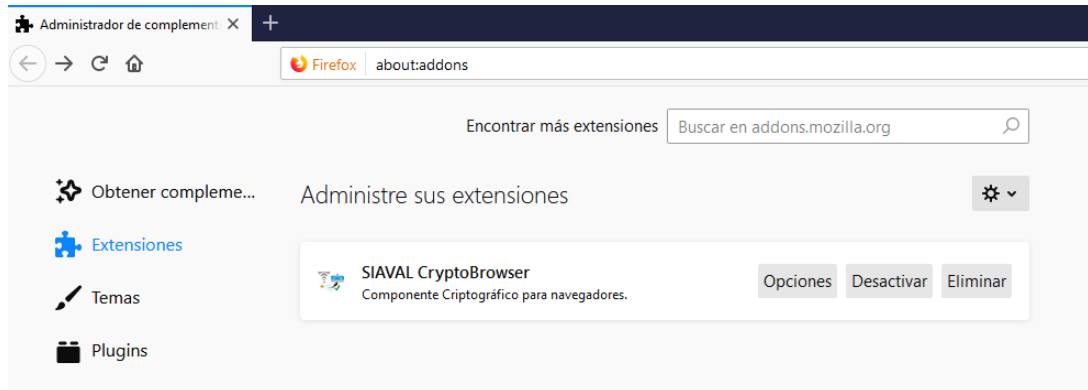 Administrador de complement
Firefox about:addons
Encontrar más extensiones Buscar en addons.mozilla.org
Obtener compleme...
Administre sus extensiones
Extensiones
SIAVAL CryptoBrowser
Componente Criptográfico para navegadores.
Opciones Desactivar Eliminar
Temas
Plugins